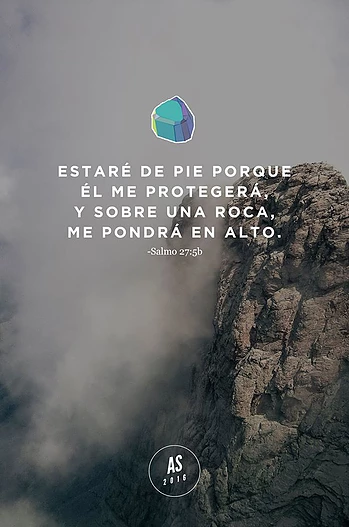 ESTARÉ DE PIE PORQUE
ÉL ME PROTEGERÁ,
Y SOBRE UNA ROCA,
ME PONDRÁ EN ALTO.
-Salmo 27:5b
AS
2016